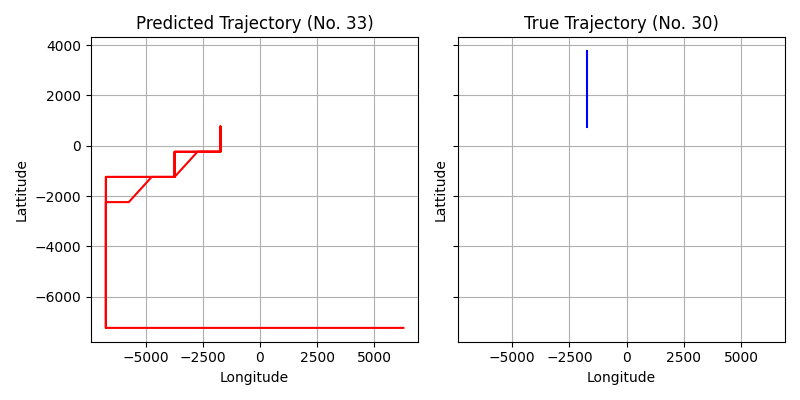 Predicted Trajectory (No. 33)
True Trajectory (No. 30)
4000
2000
0
−2000
−4000
−6000
Lattitude
Lattitude
−5000 −2500 0 2500 5000
−5000 −2500 0 2500 5000
Longitude
Longitude